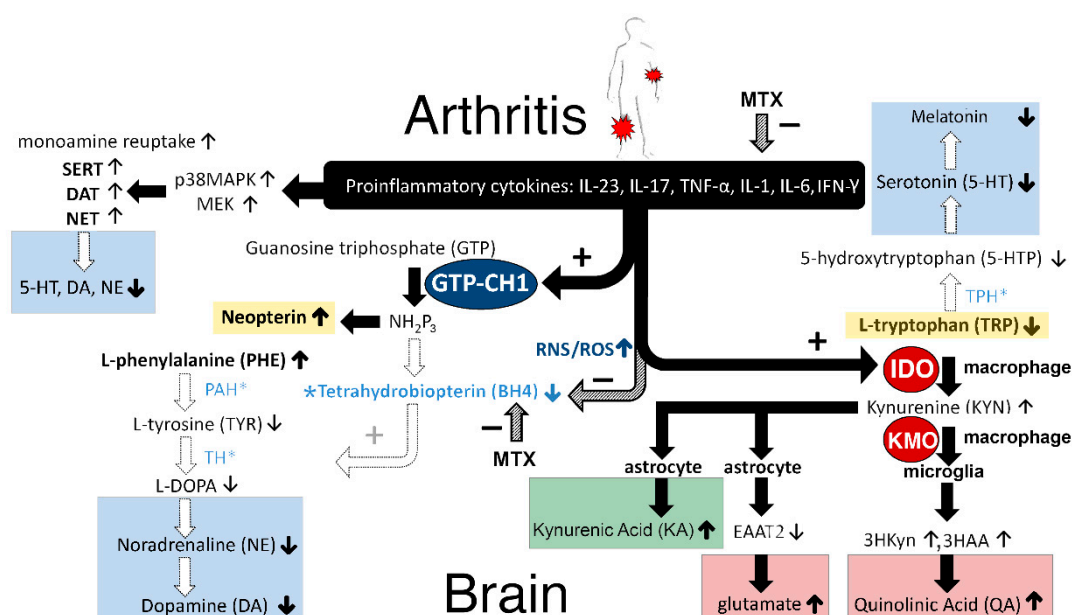 Arthritis
MTX
−
Melatonin ↓
monoamine reuptake ↑
SERT ↑
DAT ↑
NET ↑
p38MAPK ↑
MEK ↑
Proinflammatory cytokines: IL-23, IL-17, TNF-α, IL-1, IL-6, IFN-γ
Serotonin (5-HT) ↓
Guanosine triphosphate (GTP)
+
5-hydroxytryptophan (5-HTP) ↓
5-HT, DA, NE ↓
GTP-CH1
TPH*
Neopterin ↑
NH₂P₃
L-tryptophan (TRP) ↓
RNS/ROS ↑
+
L-phenylalanine (PHE) ↑
IDO
macrophage
PAH*
*Tetrahydrobiopterin (BH4) ↓
−
Kynurenine (KYN) ↑
L-tyrosine (TYR) ↓
+
−
MTX
KMO
macrophage
TH*
astrocyte
astrocyte
microglia
L-DOPA ↓
Kynurenic Acid (KA) ↑
EAAT2 ↓
3HKyn ↑, 3HAA ↑
Noradrenaline (NE) ↓
Brain
Dopamine (DA) ↓
glutamate ↑
Quinolinic Acid (QA) ↑